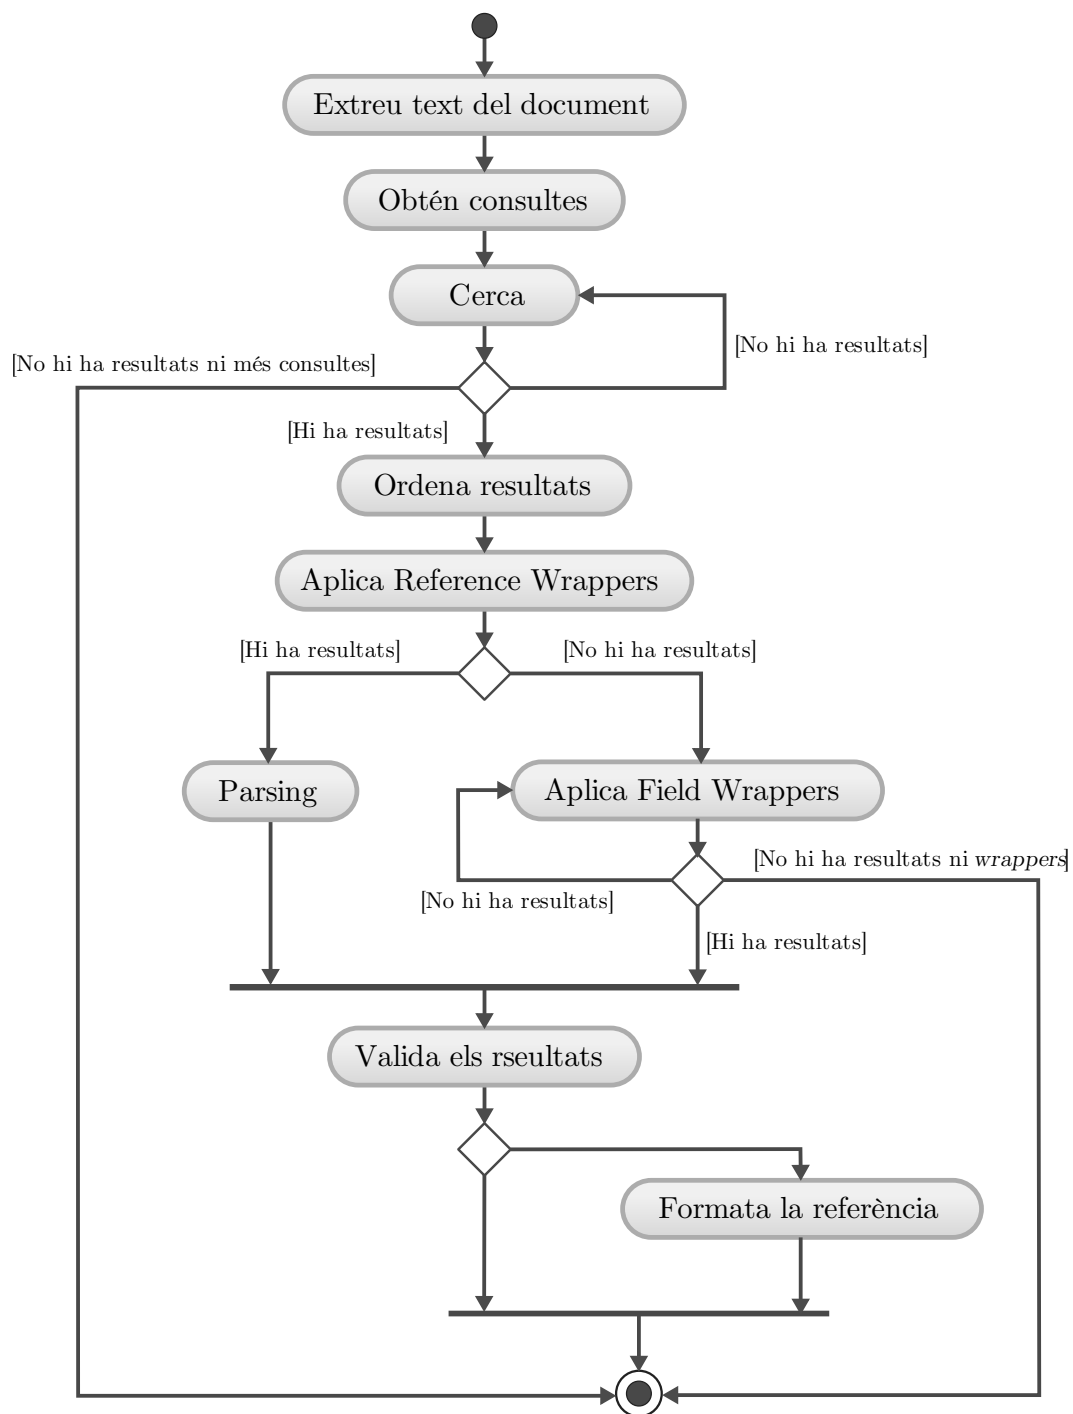 Extreu text del document
Obtén consultes
Cerca
[No hi ha resultats]
[No hi ha resultats ni més consultes]
[Hi ha resultats]
Ordena resultats
Aplica Reference Wrappers
[Hi ha resultats]
[No hi ha resultats]
Parsing
Aplica Field Wrappers
[No hi ha resultats ni wrappers]
[No hi ha resultats]
[Hi ha resultats]
Valida els rseultats
Formata la referència